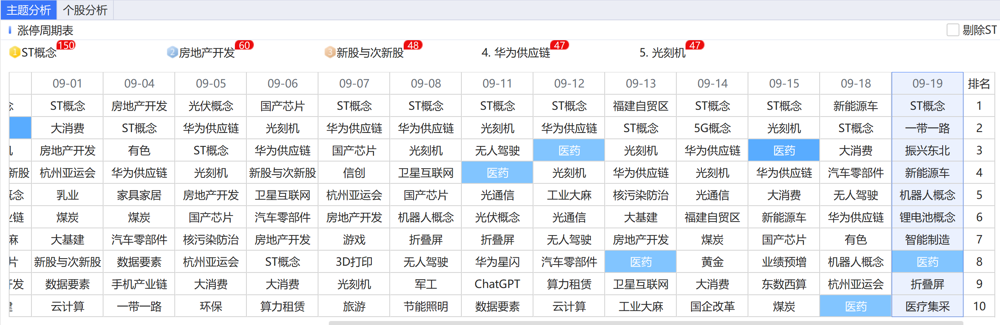 主题分析 个股分析
涨停周期表 剔除ST
1 ST概念 150 2 房地产开发 60 3 新股与次新股 48 4. 华为供应链 47 5. 光刻机 47
09-01 09-04 09-05 09-06 09-07 09-08 09-11 09-12 09-13 09-14 09-15 09-18 09-19 排名
ST概念 房地产开发 光伏概念 国产芯片 ST概念 ST概念 ST概念 ST概念 福建自贸区 ST概念 ST概念 新能源车 ST概念 1
大消费 ST概念 华为供应链 光刻机 华为供应链 华为供应链 光刻机 华为供应链 ST概念 5G概念 光刻机 ST概念 一带一路 2
房地产开发 有色 ST概念 华为供应链 国产芯片 光刻机 无人驾驶 医药 光刻机 华为供应链 医药 大消费 振兴东北 3
新股 杭州亚运会 华为供应链 光刻机 新股与次新股 信创 卫星互联网 医药 光刻机 华为供应链 光刻机 华为供应链 汽车零部件 新能源车 4
念 乳业 家具家居 房地产开发 卫星互联网 杭州亚运会 国产芯片 光通信 工业大麻 核污染防治 光通信 大消费 无人驾驶 机器人概念 5
链 煤炭 煤炭 国产芯片 汽车零部件 房地产开发 机器人概念 光伏概念 光通信 大基建 福建自贸区 新能源车 华为供应链 锂电池概念 6
麻 大基建 汽车零部件 核污染防治 房地产开发 游戏 折叠屏 折叠屏 无人驾驶 房地产开发 煤炭 国产芯片 有色 智能制造 7
片 新股与次新股 数据要素 杭州亚运会 ST概念 3D打印 无人驾驶 华为星闪 汽车零部件 医药 黄金 业绩预增 机器人概念 医药 8
发 数据要素 手机产业链 大消费 大消费 光刻机 军工 ChatGPT 算力租赁 卫星互联网 大消费 东数西算 杭州亚运会 折叠屏 9
云计算 一带一路 环保 算力租赁 旅游 节能照明 数据要素 云计算 工业大麻 国企改革 煤炭 医药 医疗集采 10